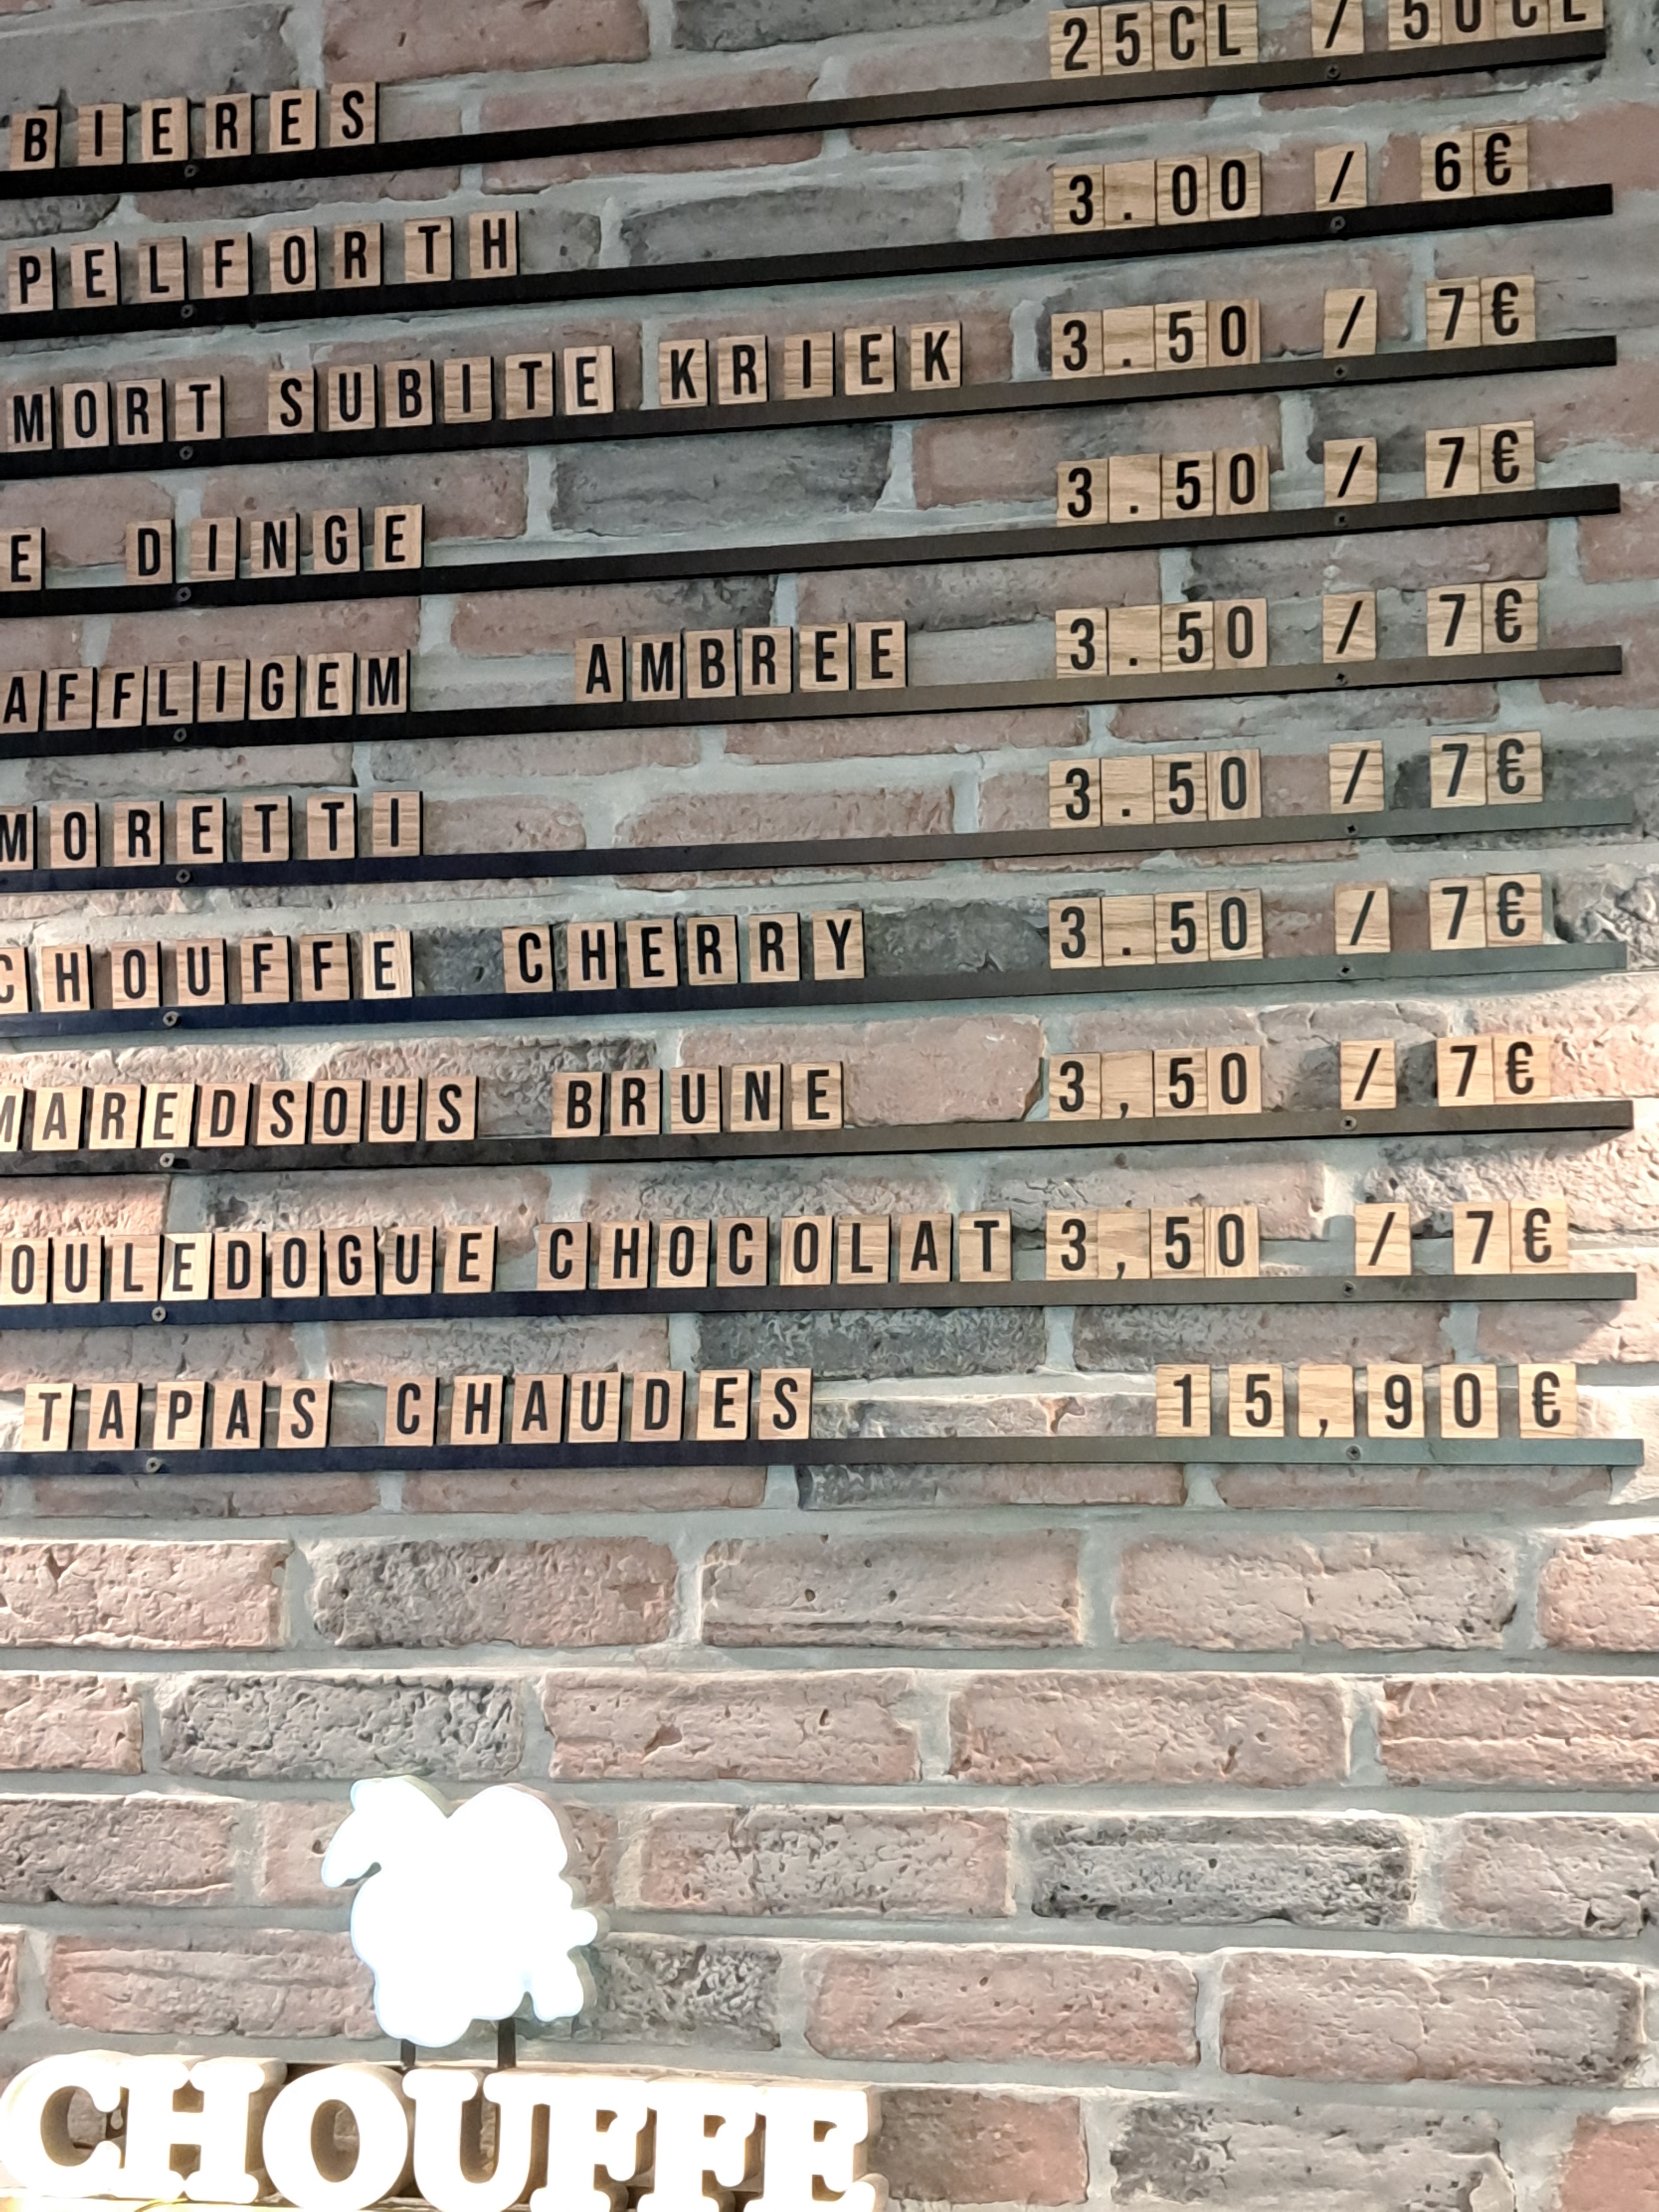 BIERES 25CL / 50CL
PELFORTH 3.00 / 6€
MORT SUBITE KRIEK 3.50 / 7€
E DINGE 3.50 / 7€
AFFLIGEM AMBREE 3.50 / 7€
MORETTI 3.50 / 7€
CHOUFFE CHERRY 3.50 / 7€
MAREDSOUS BRUNE 3,50 / 7€
OULEDOGUE CHOCOLAT 3,50 / 7€
TAPAS CHAUDES 15,90€
CHOUFFE